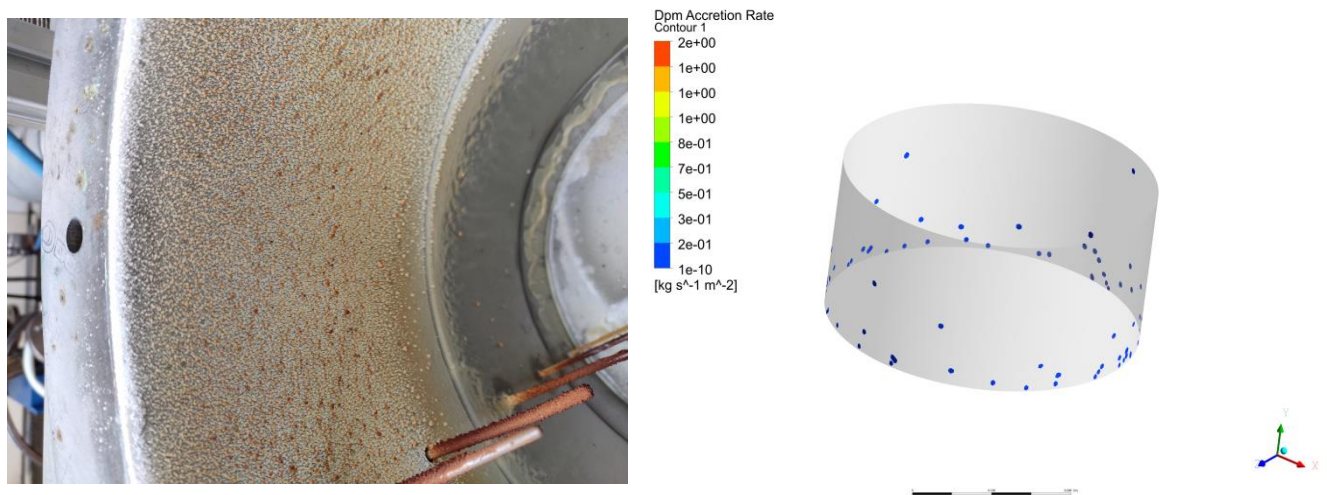 Dpm Accretion Rate
Contour 1
2e+00
1e+00
1e+00
1e+00
8e-01
5e-01
5e-01
3e-01
2e-01
1e-10
[kg s^-1 m^-2]
Y
X